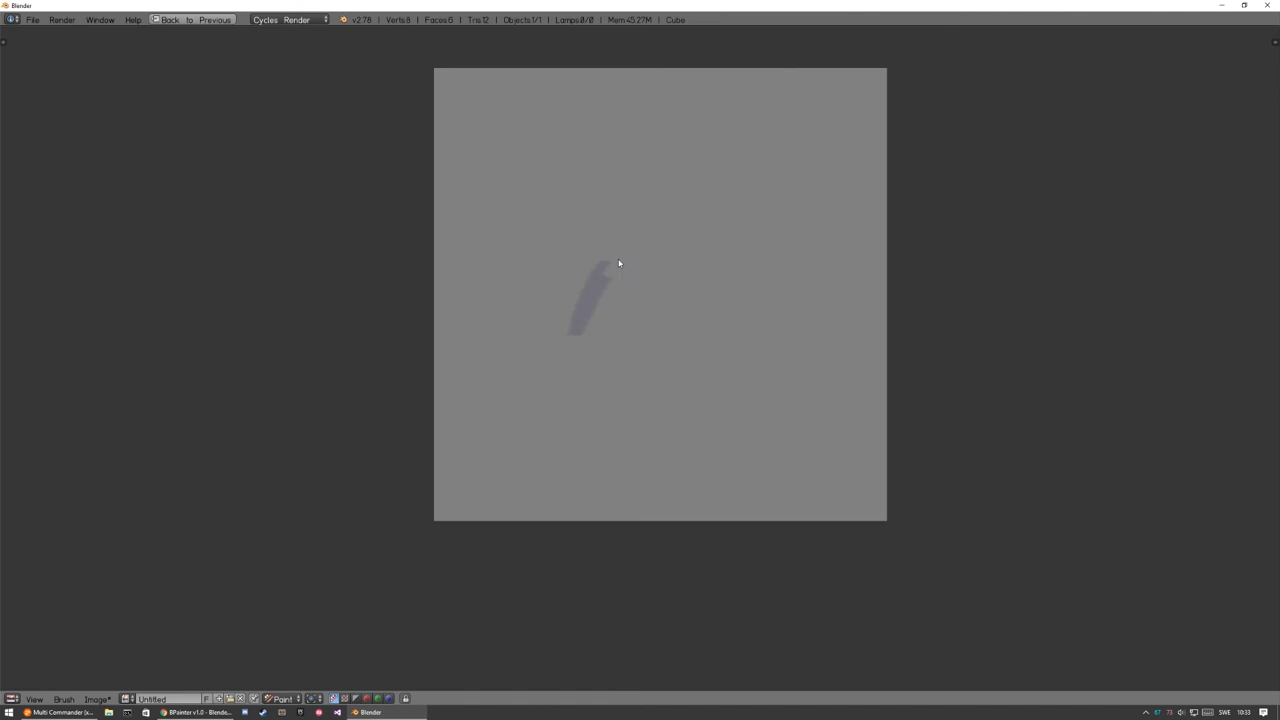 Blender
File Render Window Help Back to Previous Cycles Render v2.78 Verts:8 Faces:6 Tris:12 Objects:1/1 Lamps:0/0 Mem:45.27M Cube
View Brush Image* Untitled F Paint
Multi Commander BPainter v1.0 - Blende... Blender 67 73 SWE 10:33